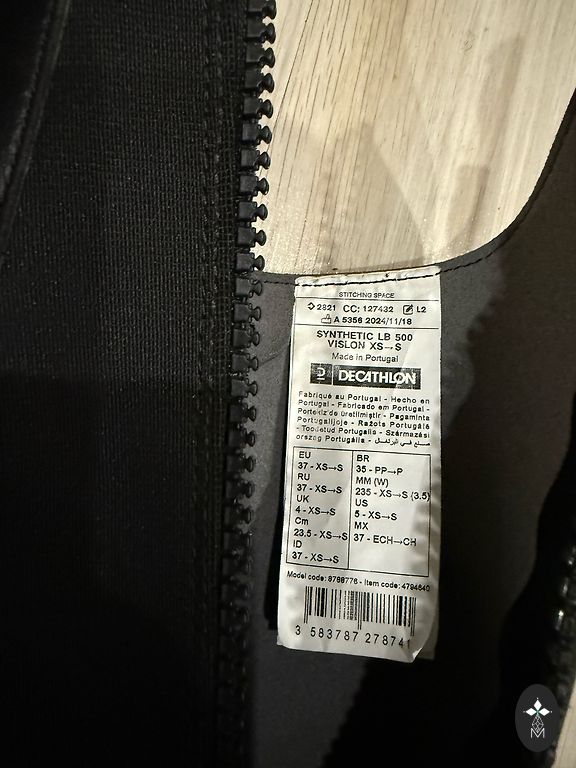 STITCHING SPACE
2821 CC: 127432 L2
A 5356 2024/11/18
SYNTHETIC LB 500
VISLON XS→S
Made in Portugal
DECATHLON
Fabriqué au Portugal - Hecho en
Portugal - Fabricado em Portugal -
Portekiz'de üretilmiştir - Pagaminta
Portugalijoje - Ražots Portugālē
- Toodetud Portugalis - Származási
ország Portugália - صنع في البرتغال
EU
37 - XS→S
RU
37 - XS→S
UK
4 - XS→S
Cm
23.5 - XS→S
ID
37 - XS→S
BR
35 - PP→P
MM (W)
235 - XS→S (3.5)
US
5 - XS→S
MX
37 - ECH→CH
Model code: 8788776 - Item code: 4794640
3 583787 278741
M